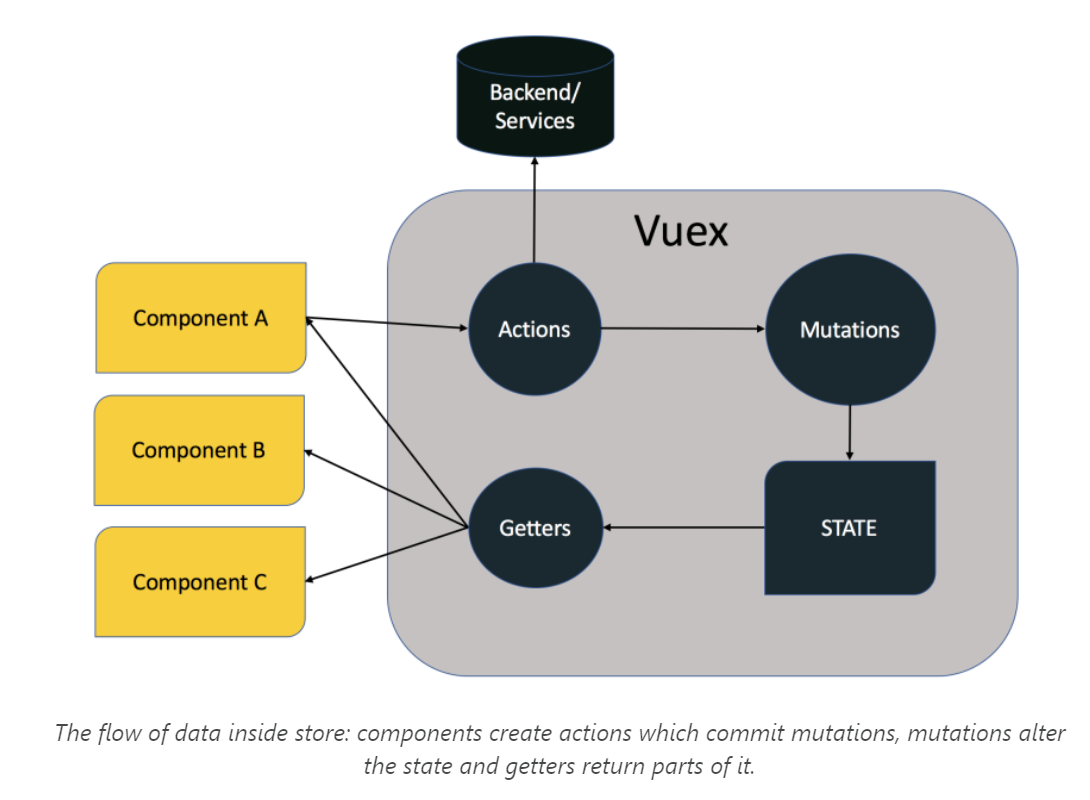 Backend/
Services
Vuex
Component A
Actions
Mutations
Component B
Getters
STATE
Component C
The flow of data inside store: components create actions which commit mutations, mutations alter
the state and getters return parts of it.